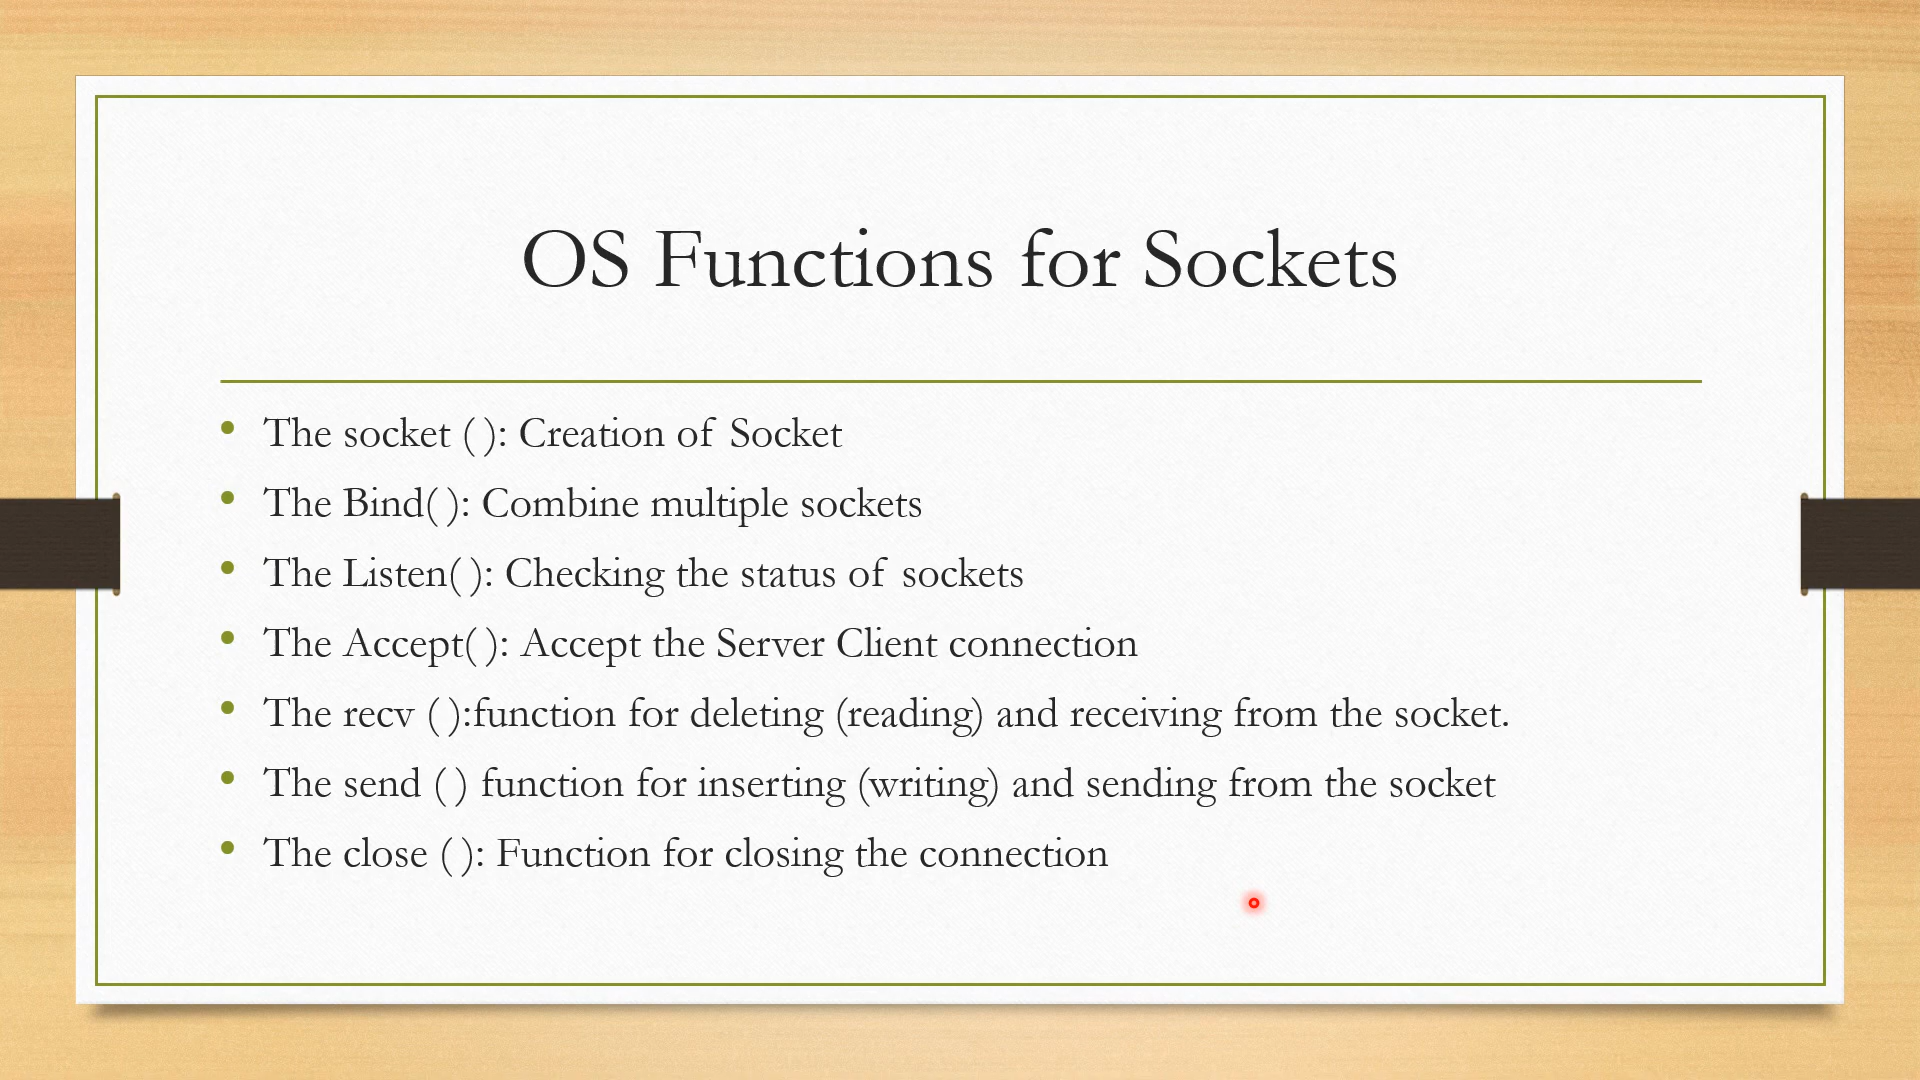 OS Functions for Sockets
• The socket ( ): Creation of Socket
• The Bind( ): Combine multiple sockets
• The Listen( ): Checking the status of sockets
• The Accept( ): Accept the Server Client connection
• The recv ( ):function for deleting (reading) and receiving from the socket.
• The send ( ) function for inserting (writing) and sending from the socket
• The close ( ): Function for closing the connection